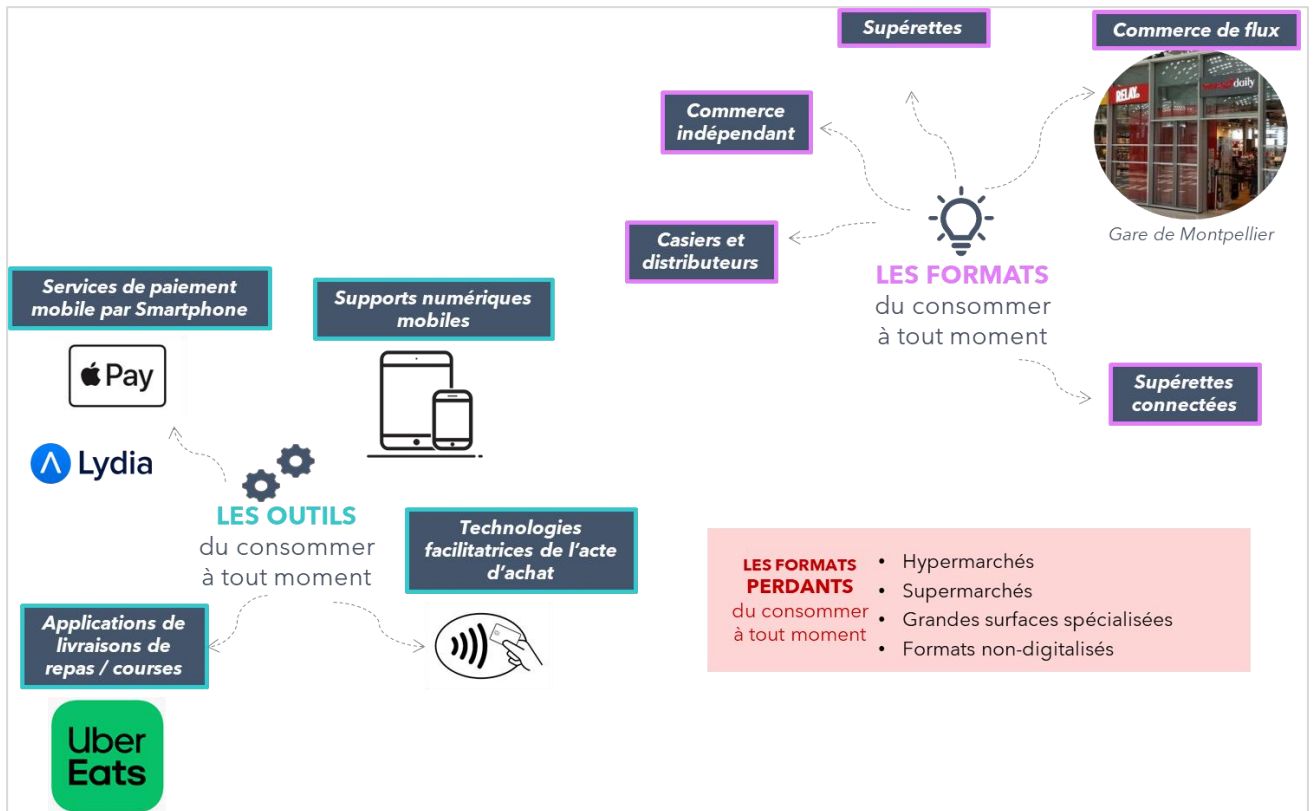 Supérettes
Commerce de flux
RELAY
daily
Gare de Montpellier
Commerce
indépendant
Casiers et
distributeurs
LES FORMATS
du consommer
à tout moment
Supérettes
connectées
Services de paiement
mobile par Smartphone
Pay
Lydia
Supports numériques
mobiles
LES OUTILS
du consommer
à tout moment
Technologies
facilitatrices de l’acte
d’achat
Applications de
livraisons de
repas / courses
Uber
Eats
LES FORMATS
PERDANTS
du consommer
à tout moment
• Hypermarchés
• Supermarchés
• Grandes surfaces spécialisées
• Formats non-digitalisés